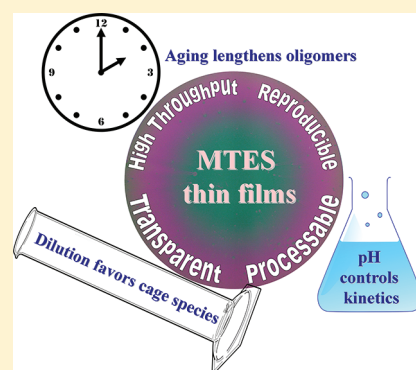 12
9
3
6
Aging lengthens oligomers
High Throughput
Reproducible
MTES
thin films
Transparent
Processable
Dilution favors cage species
pH
controls
kinetics